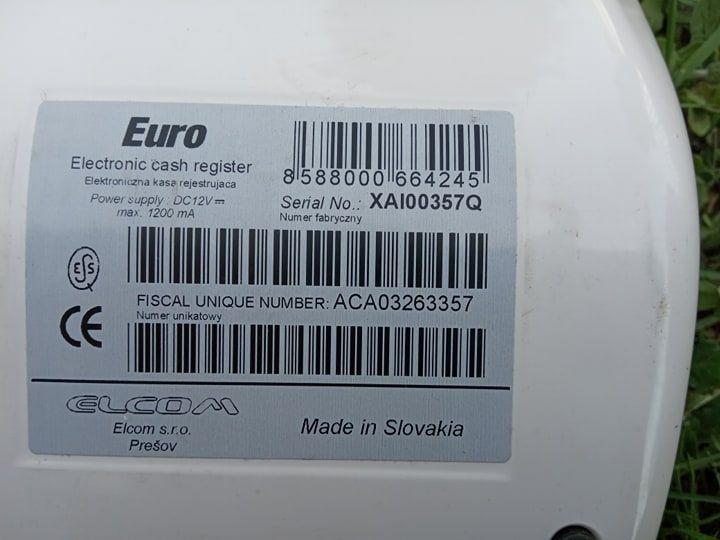 Euro
Electronic cash register
Elektroniczna kasa rejestrujaca
Power supply : DC12V⎓
max. 1200 mA
8 588000 664245
Serial No.: XAI00357Q
Numer fabryczny
FISCAL UNIQUE NUMBER: ACA03263357
Numer unikatowy
CE
ELCOM
Elcom s.r.o.
Prešov
Made in Slovakia